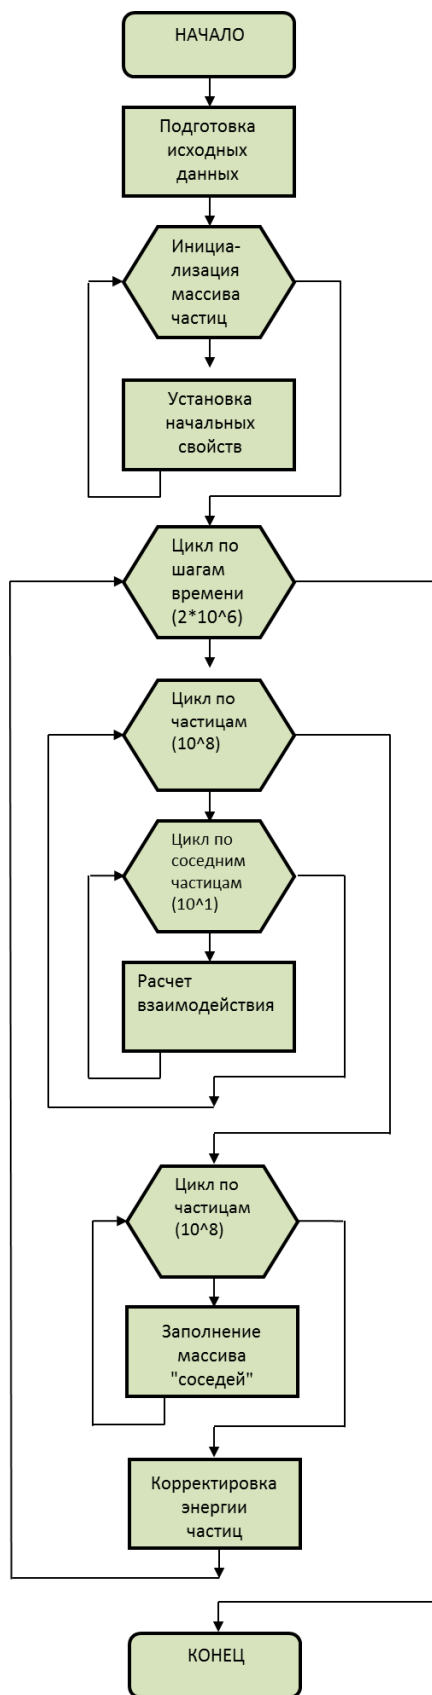 НАЧАЛО
Подготовка
исходных
данных
Инициа-
лизация
массива
частиц
Установка
начальных
свойств
Цикл по
шагам
времени
(2*10^6)
Цикл по
частицам
(10^8)
Цикл по
соседним
частицам
(10^1)
Расчет
взаимодействия
Цикл по
частицам
(10^8)
Заполнение
массива
"соседей"
Корректировка
энергии
частиц
КОНЕЦ